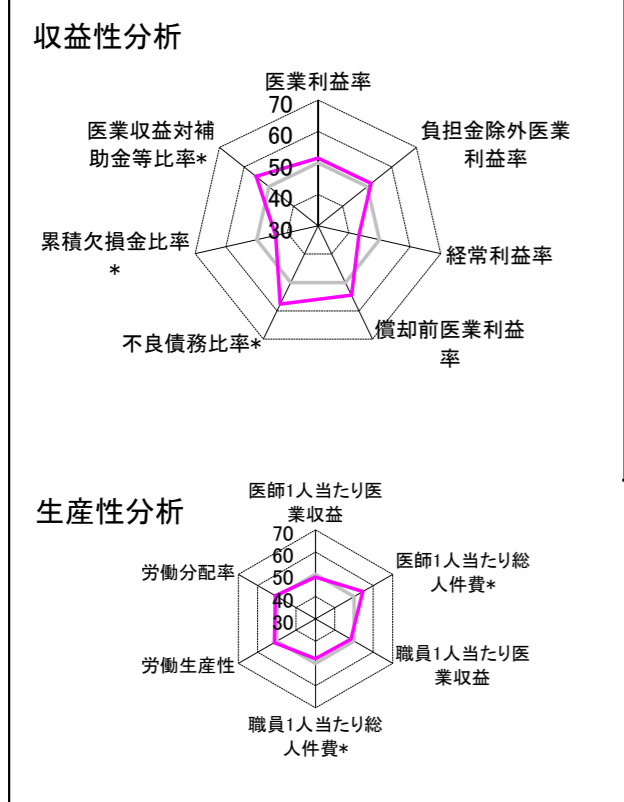 収益性分析
医業利益率
負担金除外医業
利益率
経常利益率
償却前医業利益
率
不良債務比率*
累積欠損金比率
*
医業収益対補
助金等比率*
70
60
50
40
30
生産性分析
医師1人当たり医
業収益
医師1人当たり総
人件費*
職員1人当たり医
業収益
職員1人当たり総
人件費*
労働生産性
労働分配率
70
60
50
40
30